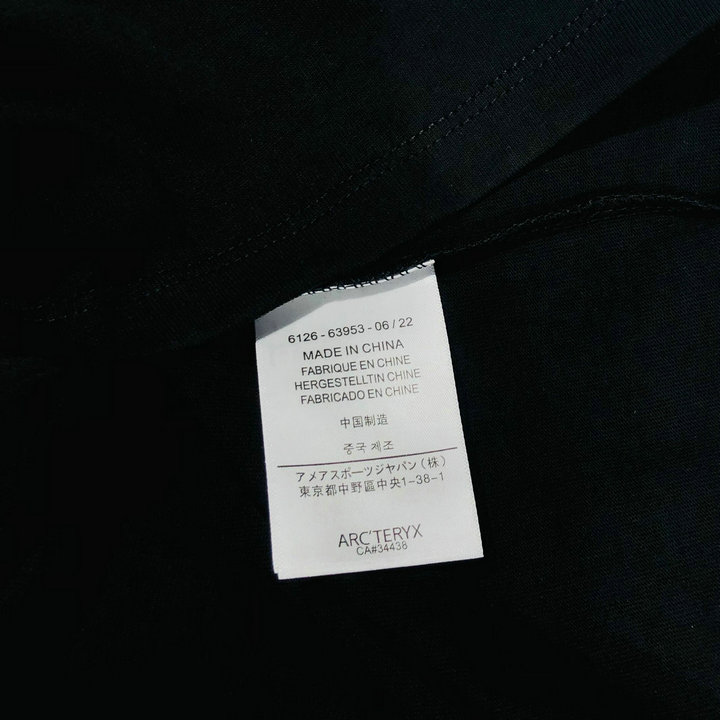 6126 - 63953 - 06 / 22
MADE IN CHINA
FABRIQUE EN CHINE
HERGESTELLTIN CHINE
FABRICADO EN CHINE
中国制造
중국 제조
アメアスポーツジャパン (株)
東京都中野區中央1-38-1
ARC'TERYX
CA#34438